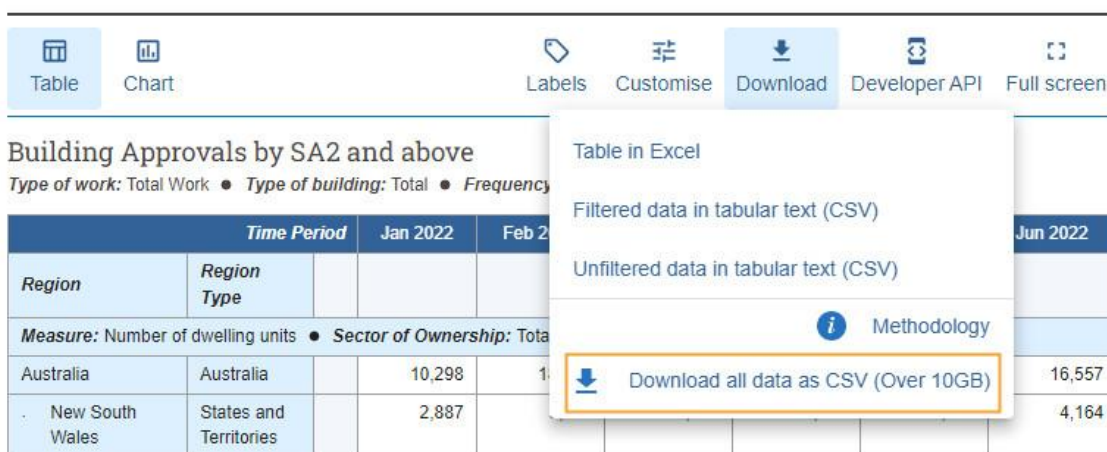 Table Chart Labels Customise Download Developer API Full screen
Building Approvals by SA2 and above
Type of work: Total Work ● Type of building: Total ● Frequency
Table in Excel
Filtered data in tabular text (CSV)
Unfiltered data in tabular text (CSV)
Methodology
Download all data as CSV (Over 10GB)
Time Period Jan 2022 Feb Jun 2022
Region Region
Type
Measure: Number of dwelling units ● Sector of Ownership:
Australia Australia 10,298 16,557
New South States and 2,887 4,164
Wales Territories